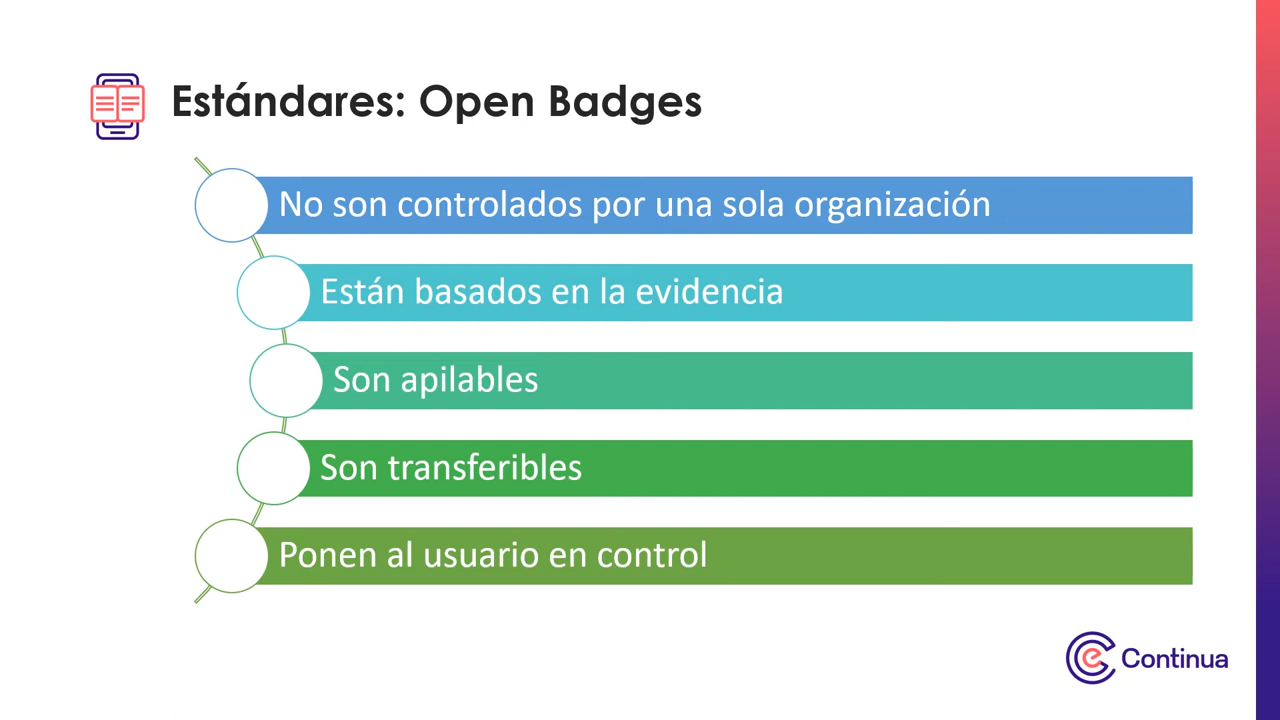 Estándares: Open Badges
No son controlados por una sola organización
Están basados en la evidencia
Son apilables
Son transferibles
Ponen al usuario en control
e Continua